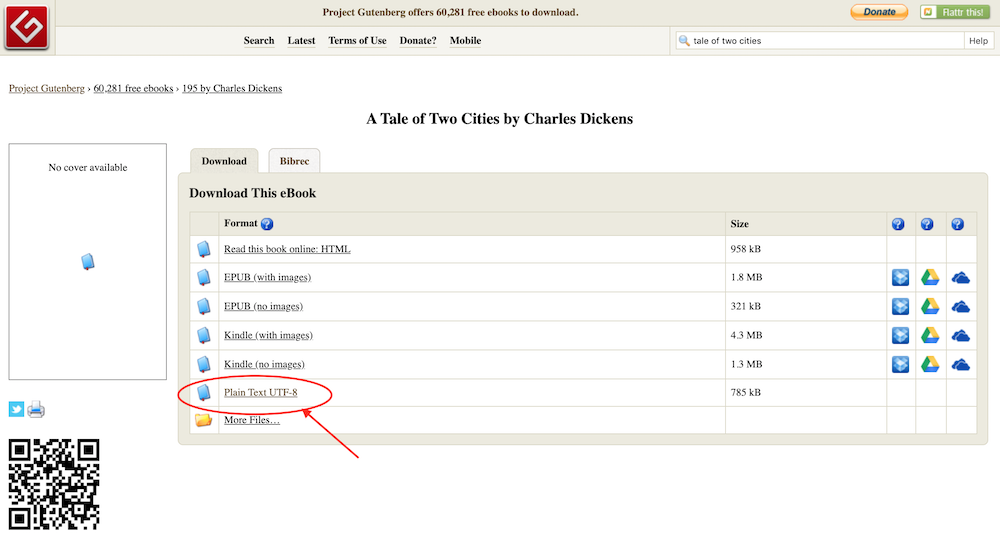 Project Gutenberg offers 60,281 free ebooks to download.
Donate
Flattr this!
Search Latest Terms of Use Donate? Mobile
tale of two cities
Help
Project Gutenberg › 60,281 free ebooks › 195 by Charles Dickens
A Tale of Two Cities by Charles Dickens
No cover available
Download Bibrec
Download This eBook
Format ? Size ? ? ?
Read this book online: HTML 958 kB
EPUB (with images) 1.8 MB
EPUB (no images) 321 kB
Kindle (with images) 4.3 MB
Kindle (no images) 1.3 MB
Plain Text UTF-8 785 kB
More Files…